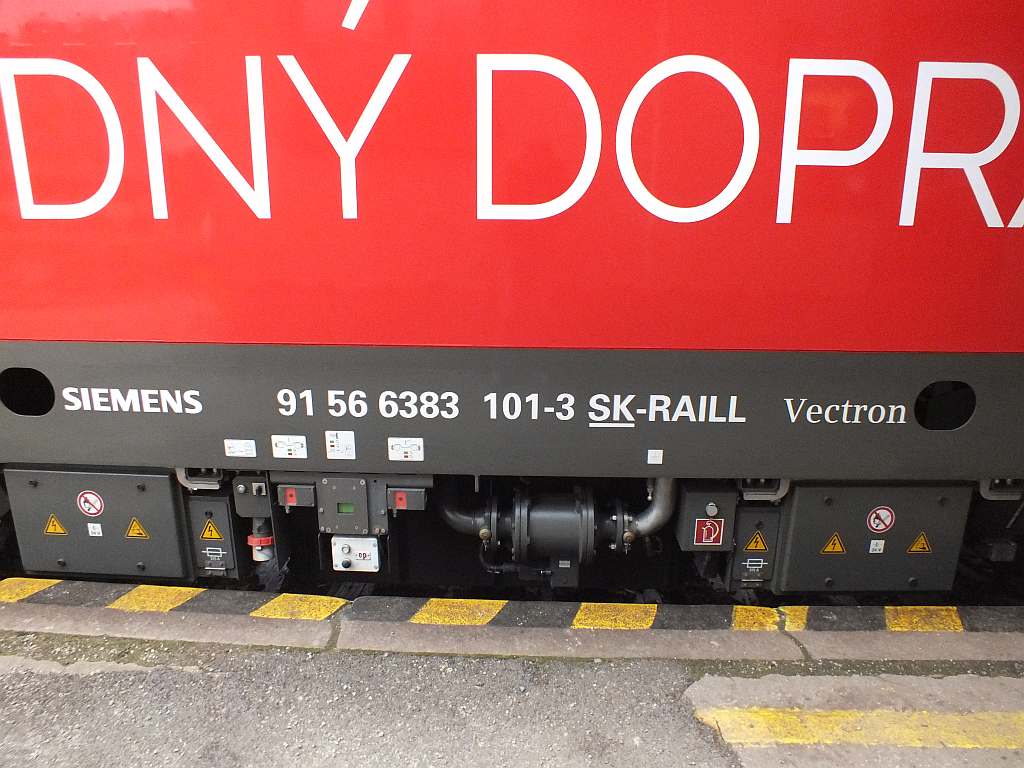 DNÝ DOPRA
SIEMENS 91 56 6383 101-3 SK-RAILL Vectron